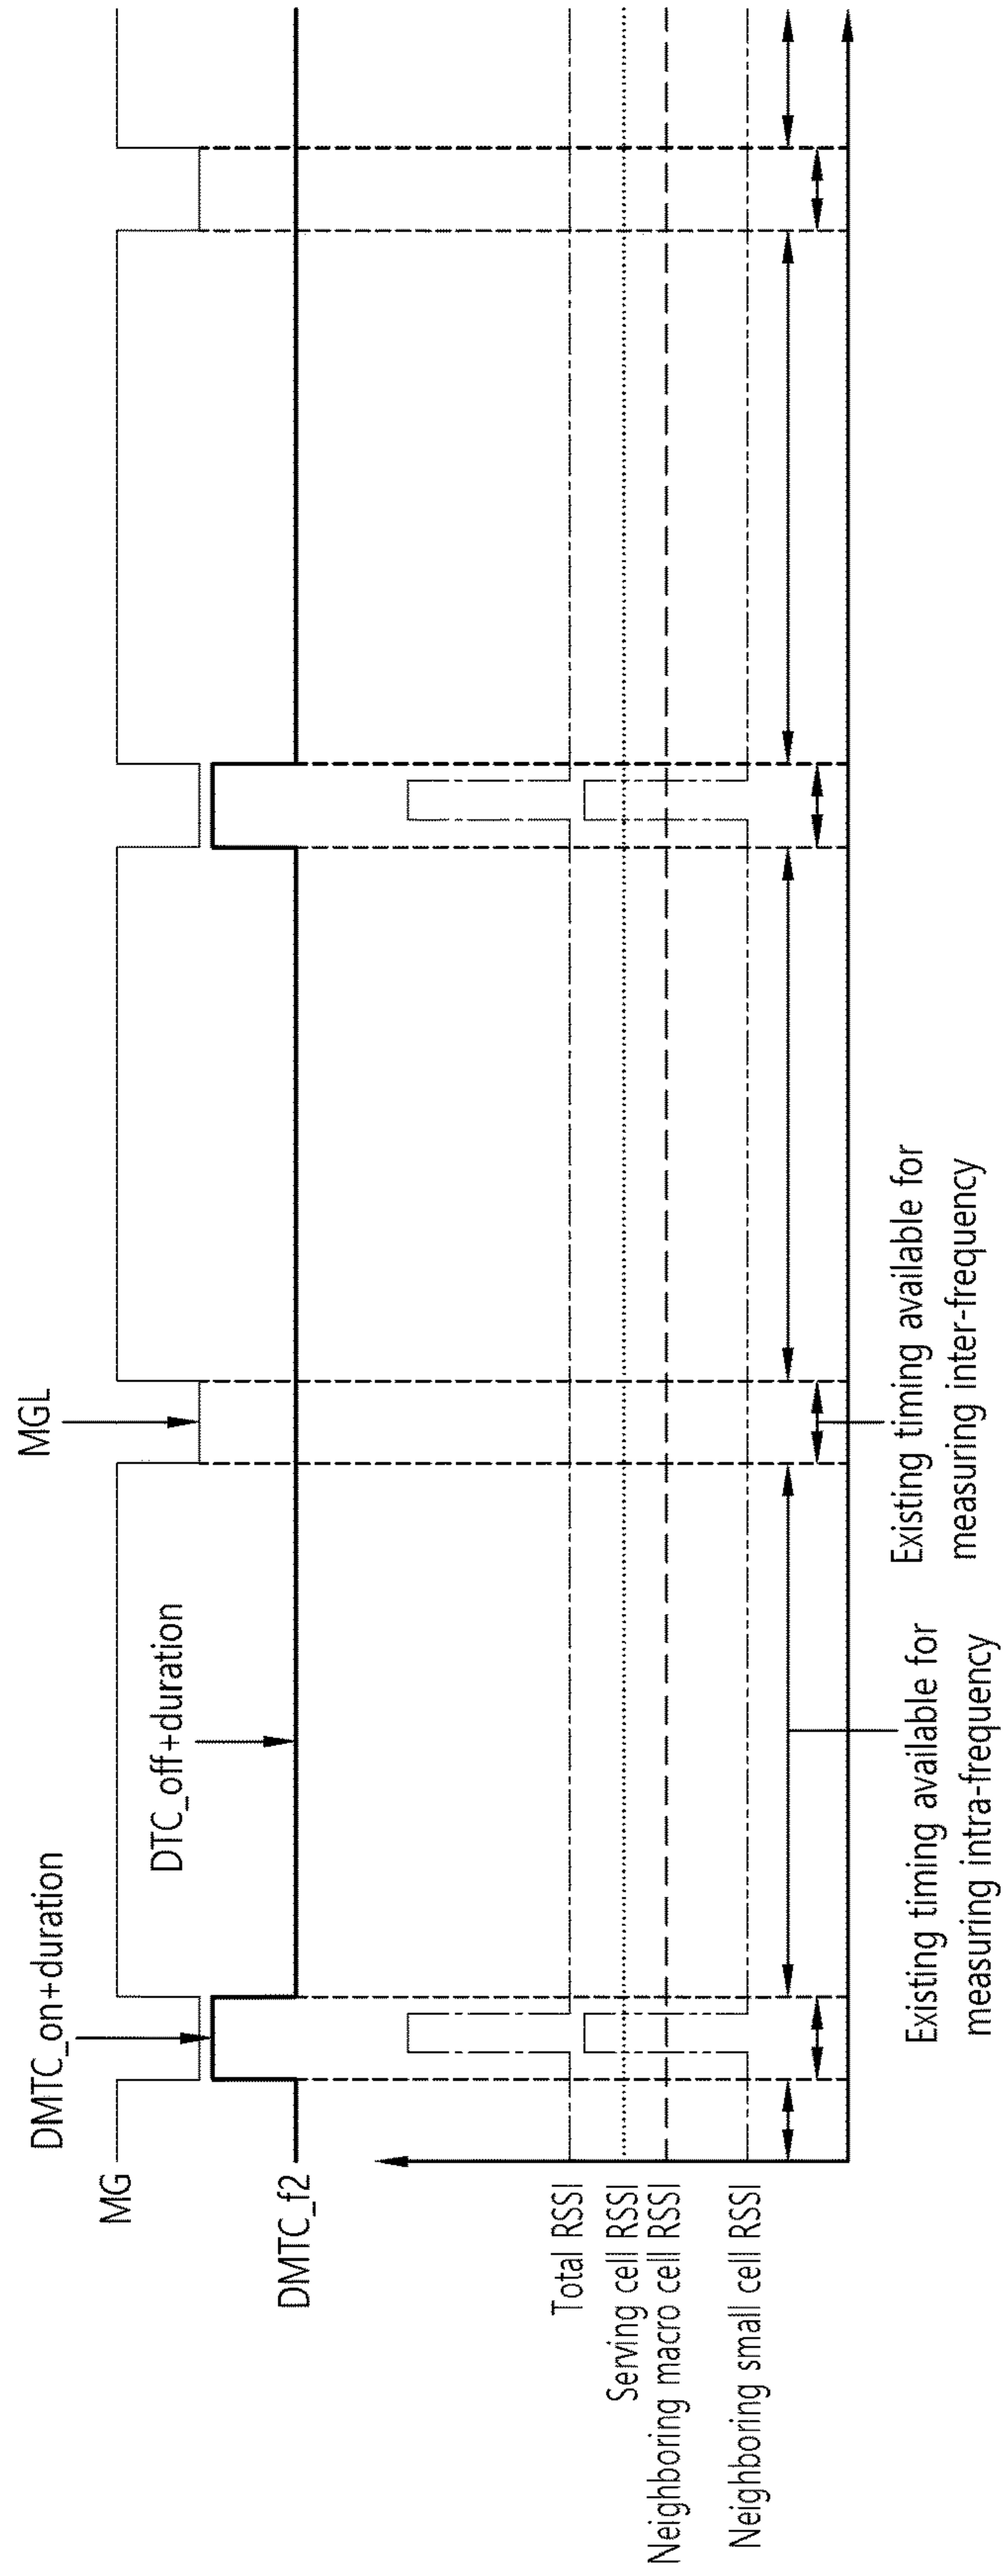 MG
DMTC_on+duration
MGL
DTC_off+duration
DMTC_f2
Total RSSI
Serving cell RSSI
Neighboring macro cell RSSI
Neighboring small cell RSSI
Existing timing available for
measuring intra-frequency
Existing timing available for
measuring inter-frequency